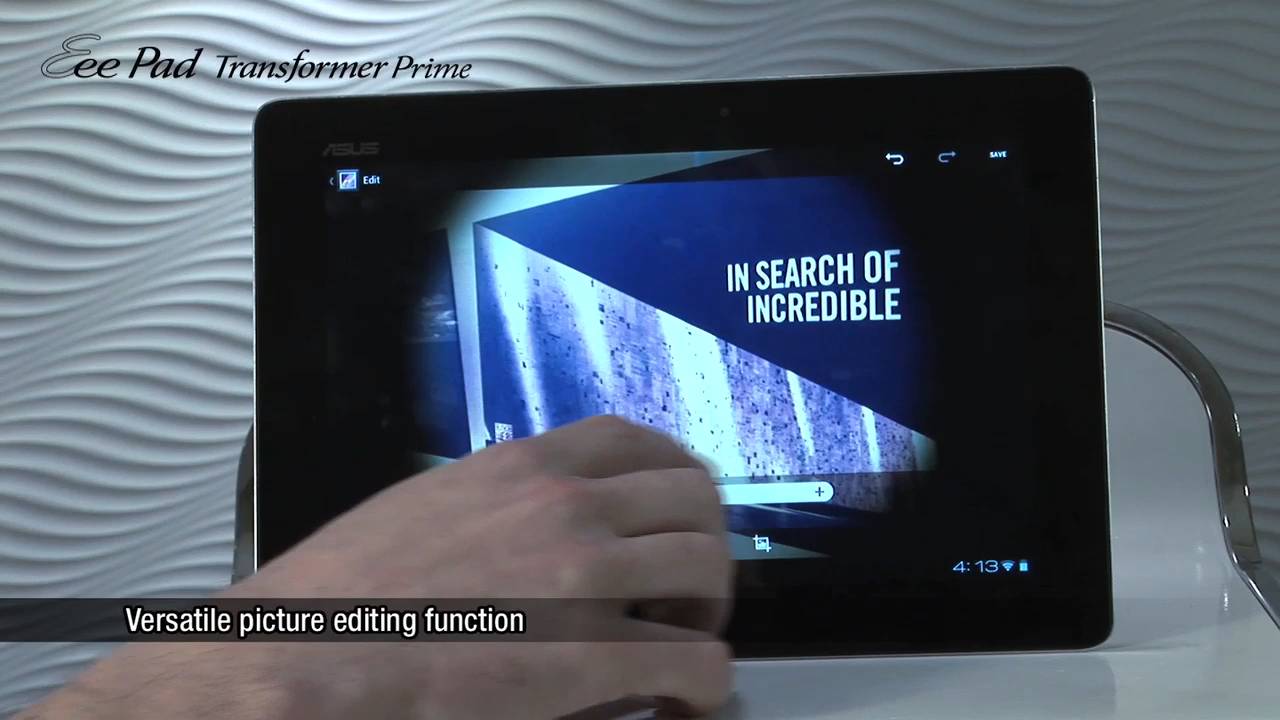 Eee Pad Transformer Prime
ASUS
Edit
SAVE
IN SEARCH OF
INCREDIBLE
4:13
Versatile picture editing function